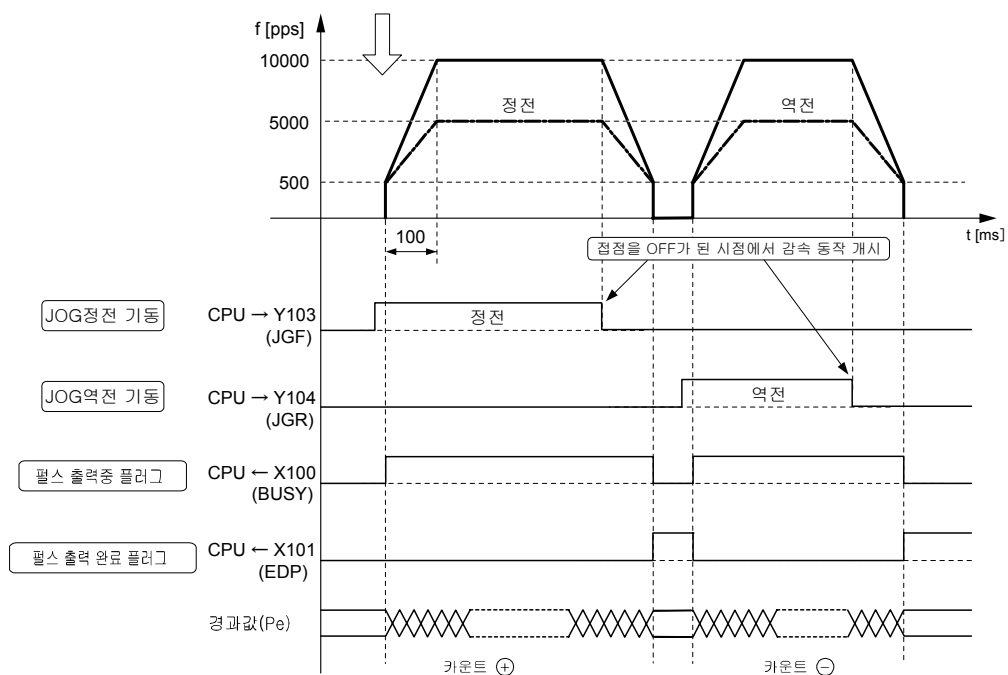 f [pps]
10000
5000
500
정전
역전
t [ms]
100
접점을 OFF가 된 시점에서 감속 동작 개시
JOG정전 기동
CPU → Y103
(JGF)
정전
JOG역전 기동
CPU → Y104
(JGR)
역전
펄스 출력중 플러그
CPU ← X100
(BUSY)
펄스 출력 완료 플러그
CPU ← X101
(EDP)
경과값(Pe)
카운트 ⊕
카운트 ⊖